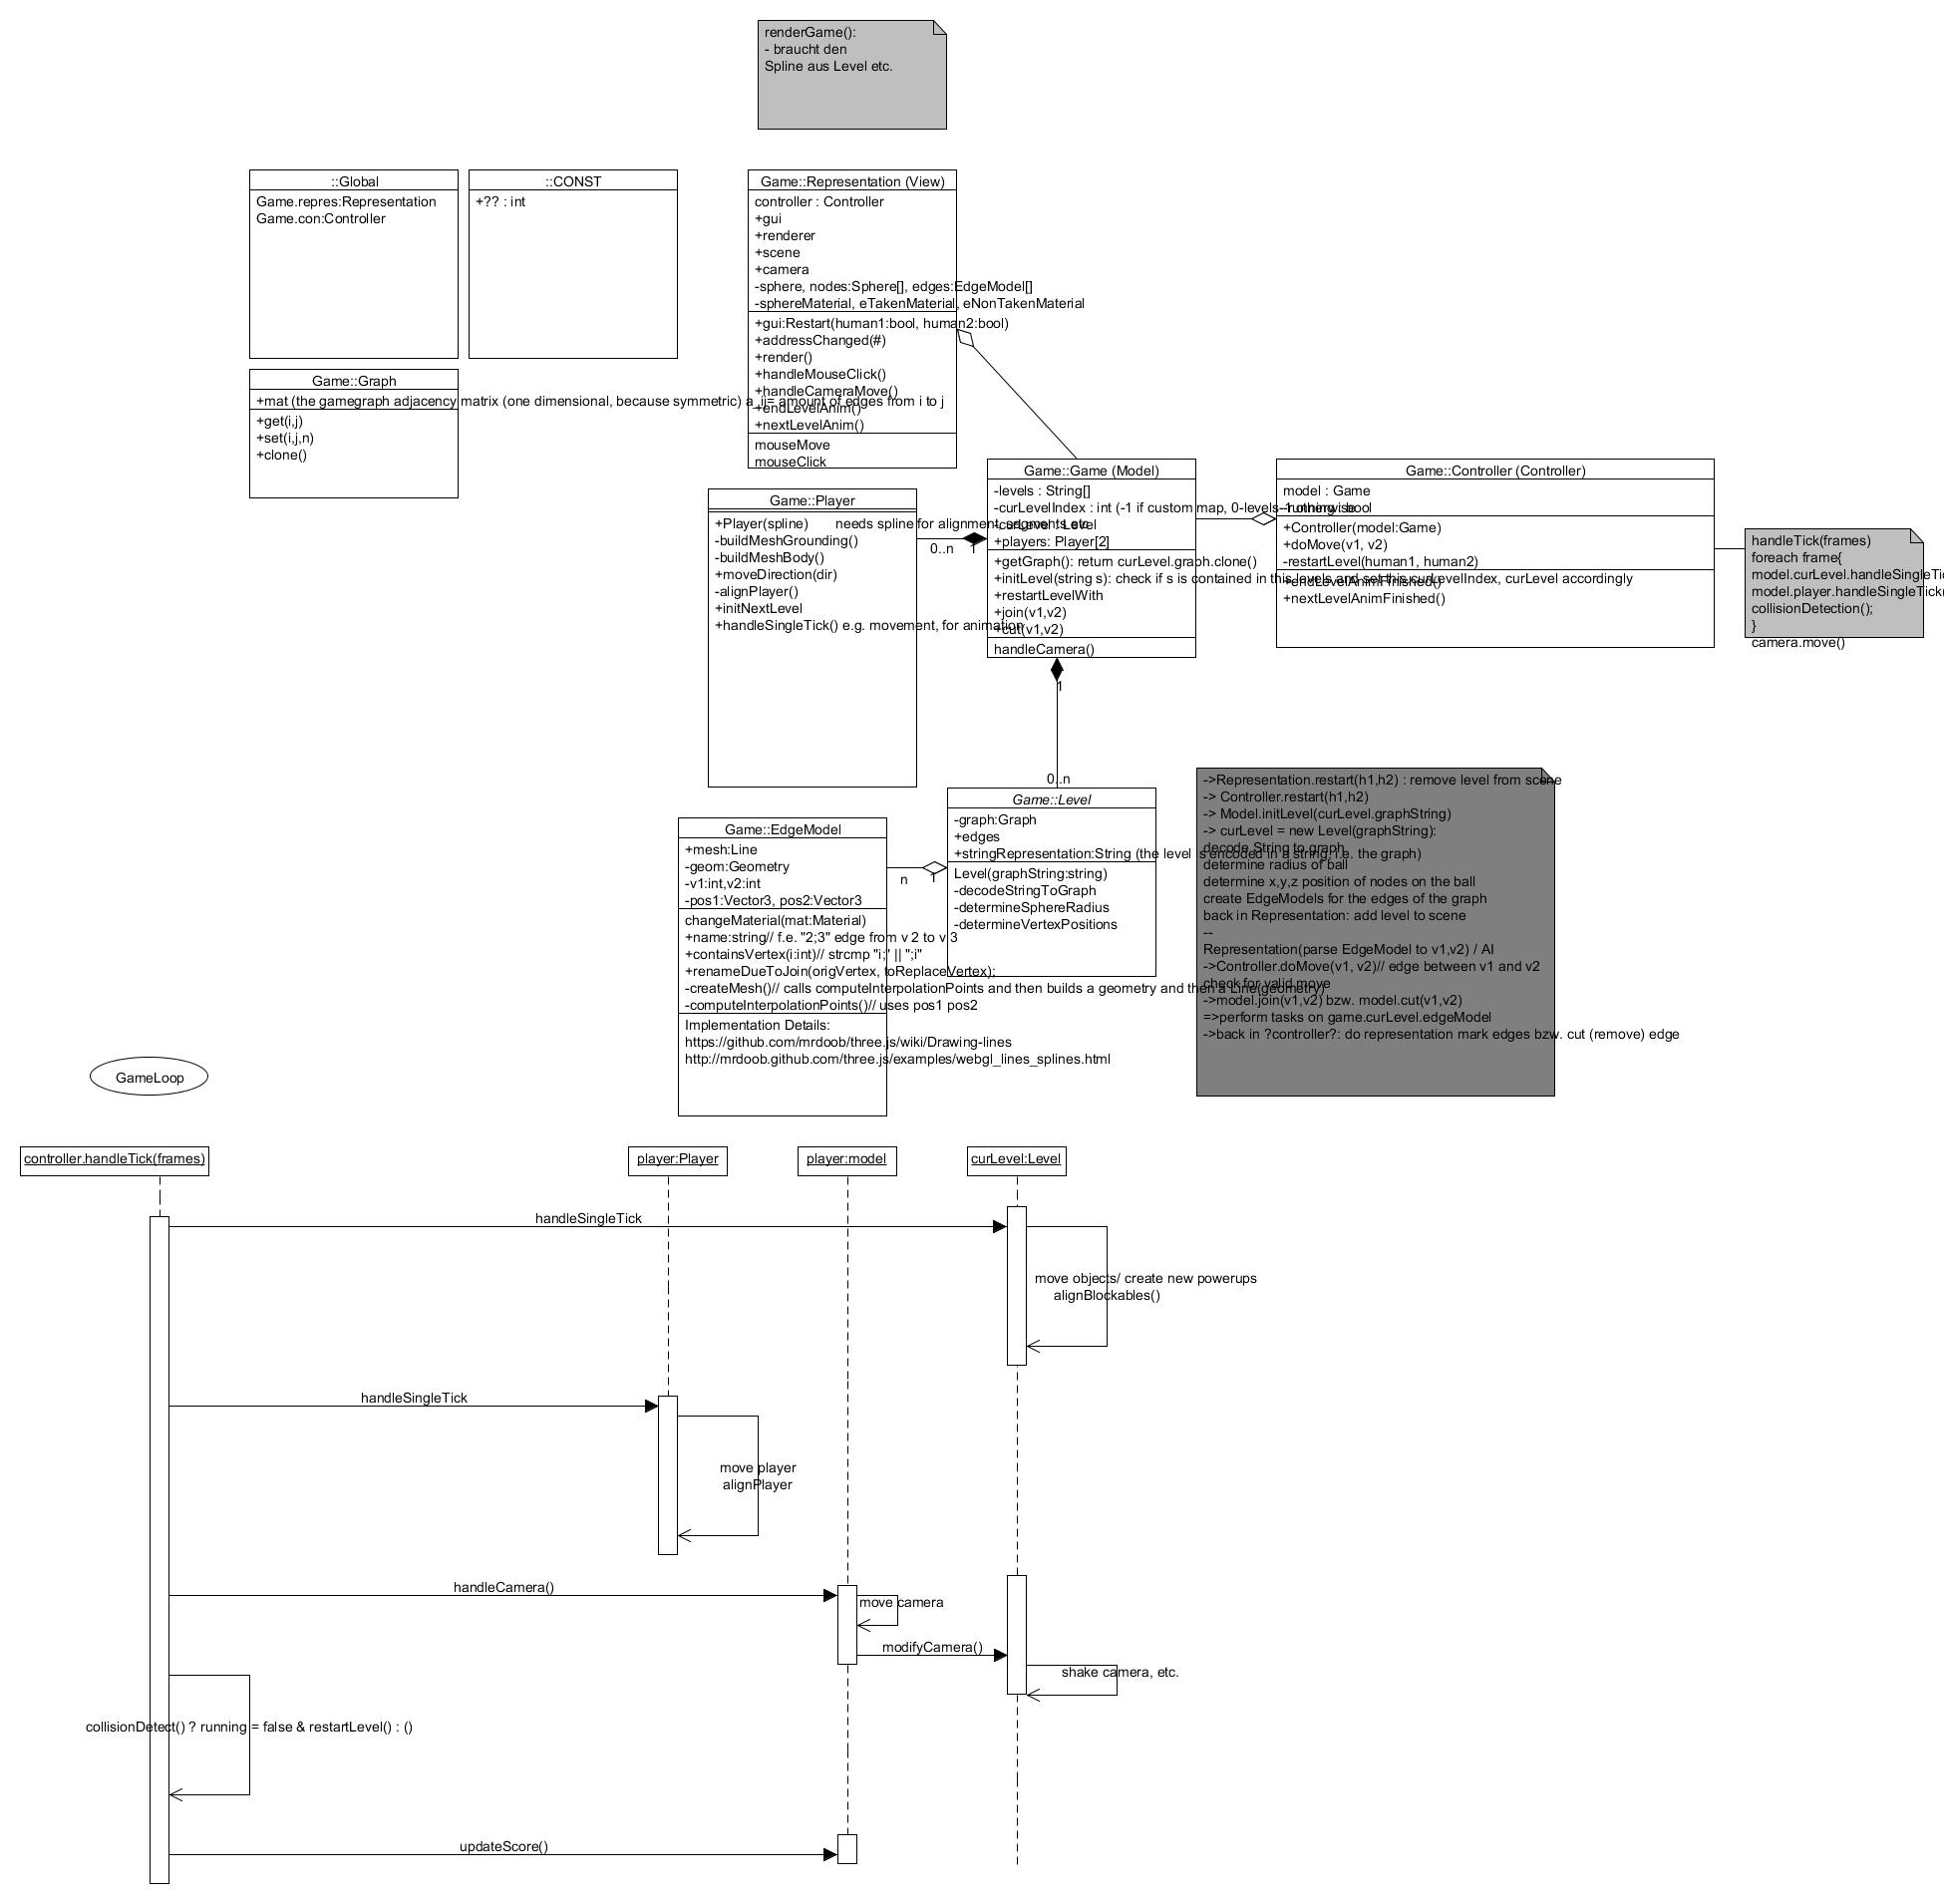 renderGame():
- braucht den
Spline aus Level etc.
::Global
Game.repres:Representation
Game.con:Controller
::CONST
+?? : int
Game::Representation (View)
controller : Controller
+gui
+renderer
+scene
+camera
-sphere, nodes:Sphere[], edges:EdgeModel[]
-sphereMaterial, eTakenMaterial, eNonTakenMaterial
+gui:Restart(human1:bool, human2:bool)
+addressChanged(#)
+render()
+handleMouseClick()
+handleCameraMove()
+endLevelAnim()
+nextLevelAnim()
mouseMove
mouseClick
Game::Graph
+mat (the gamegraph adjacency matrix (one dimensional, because symmetric) a_ij= amount of edges from i to j
+get(i,j)
+set(i,j,n)
+clone()
Game::Player
+Player(spline) needs spline for alignment, segments etc
-buildMeshGrounding()
-buildMeshBody()
+moveDirection(dir)
-alignPlayer()
+initNextLevel
+handleSingleTick() e.g. movement, for animation
0..n
1
Game::Game (Model)
-levels : String[]
-curLevelIndex : int (-1 if custom map, 0-levels-1 otherwise
-curLevel : Level
+players: Player[2]
+getGraph(): return curLevel.graph.clone()
+initLevel(string s): check if s is contained in this.levels and set this.curLevelIndex, curLevel accordingly
+restartLevelWith
+join(v1,v2)
+cut(v1,v2)
handleCamera()
1
0..n
Game::Controller (Controller)
model : Game
-running : bool
+Controller(model:Game)
+doMove(v1, v2)
-restartLevel(human1, human2)
+endLevelAnimFinished()
+nextLevelAnimFinished()
handleTick(frames)
foreach frame{
model.curLevel.handleSingleTic
model.player.handleSingleTick(
collisionDetection();
}
camera.move()
Game::Level
-graph:Graph
+edges
+stringRepresentation:String (the level is encoded in a string, i.e. the graph)
Level(graphString:string)
-decodeStringToGraph
-determineSphereRadius
-determineVertexPositions
n
1
Game::EdgeModel
+mesh:Line
-geom:Geometry
-v1:int,v2:int
-pos1:Vector3, pos2:Vector3
changeMaterial(mat:Material)
+name:string// f.e. "2;3" edge from v 2 to v 3
+containsVertex(i:int)// strcmp "i;" || ";i"
+renameDueToJoin(origVertex, toReplaceVertex);
-createMesh()// calls computeInterpolationPoints and then builds a geometry and then a Line(geometry)
-computeInterpolationPoints()// uses pos1 pos2
Implementation Details:
https://github.com/mrdoob/three.js/wiki/Drawing-lines
http://mrdoob.github.com/three.js/examples/webgl_lines_splines.html
->Representation.restart(h1,h2) : remove level from scene
-> Controller.restart(h1,h2)
-> Model.initLevel(curLevel.graphString)
-> curLevel = new Level(graphString):
decode String to graph
determine radius of ball
determine x,y,z position of nodes on the ball
create EdgeModels for the edges of the graph
back in Representation: add level to scene
--
Representation(parse EdgeModel to v1,v2) / AI
->Controller.doMove(v1, v2)// edge between v1 and v2
check for valid move
->model.join(v1,v2) bzw. model.cut(v1,v2)
=>perform tasks on game.curLevel.edgeModel
->back in ?controller?: do representation mark edges bzw. cut (remove) edge
GameLoop
controller.handleTick(frames)
player:Player
player:model
curLevel:Level
handleSingleTick
move objects/ create new powerups
alignBlockables()
handleSingleTick
move player
alignPlayer
handleCamera()
move camera
modifyCamera()
shake camera, etc.
collisionDetect() ? running = false & restartLevel() : ()
updateScore()